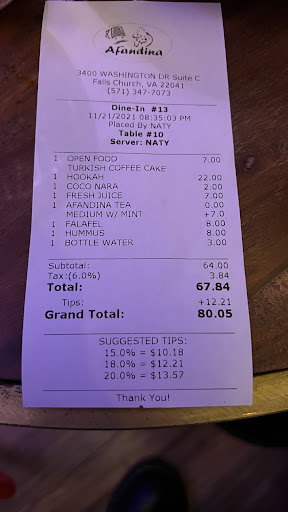 Afandina
3400 WASHINGTON DR Suite C
Falls Church, VA 22041
(571) 347-7073
Dine-In #13
11/21/2021 08:35:03 PM
Placed By NATY
Table #10
Server: NATY
1 OPEN FOOD 7.00
TURKISH COFFEE CAKE
1 HOOKAH 22.00
1 COCO NARA 2.00
1 FRESH JUICE 7.00
1 AFANDINA TEA 0.00
MEDIUM W/ MINT +7.0
1 FALAFEL 8.00
1 HUMMUS 8.00
1 BOTTLE WATER 3.00
Subtotal: 64.00
Tax:(6.0%) 3.84
Total: 67.84
Tips: +12.21
Grand Total: 80.05
SUGGESTED TIPS:
15.0% = $10.18
18.0% = $12.21
20.0% = $13.57
Thank You!